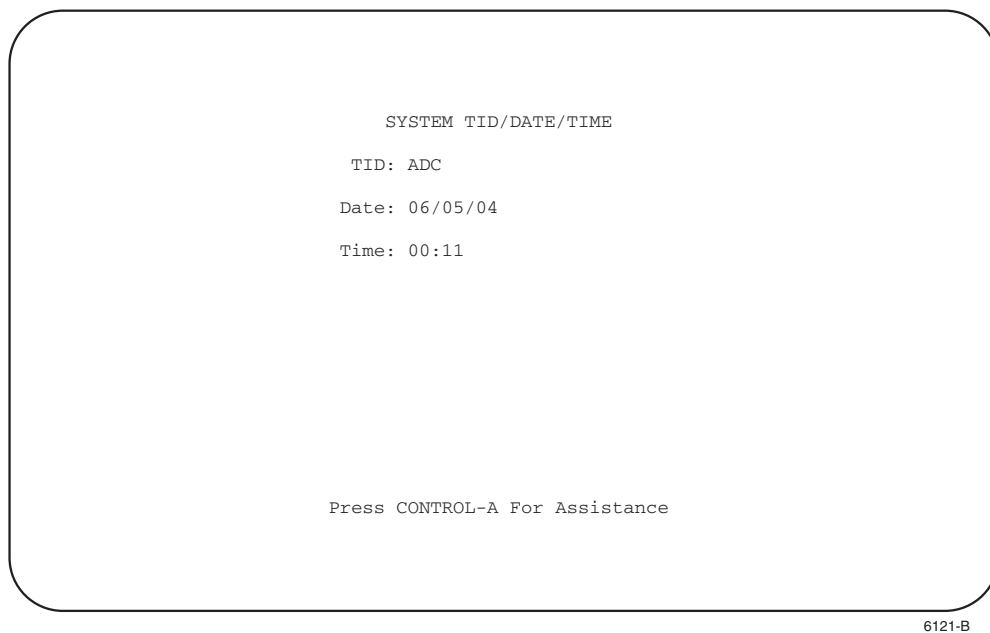 SYSTEM TID/DATE/TIME
TID: ADC
Date: 06/05/04
Time: 00:11
Press CONTROL-A For Assistance
6121-B